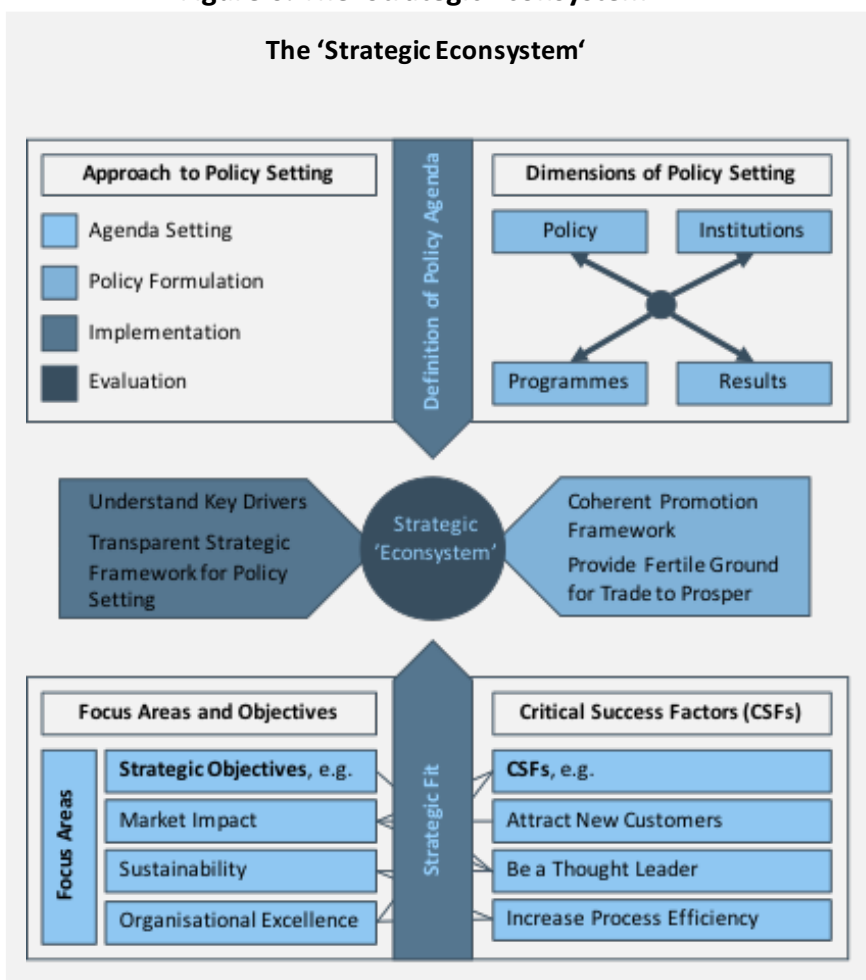 The ‘Strategic Econsystem‘
Approach to Policy Setting
Agenda Setting
Policy Formulation
Implementation
Evaluation
Definition of Policy Agenda
Dimensions of Policy Setting
Policy
Institutions
Programmes
Results
Understand Key Drivers
Transparent Strategic
Framework for Policy
Setting
Strategic
‘Econsystem’
Coherent Promotion
Framework
Provide Fertile Ground
for Trade to Prosper
Focus Areas and Objectives
Focus Areas
Strategic Objectives, e.g.
Market Impact
Sustainability
Organisational Excellence
Strategic Fit
Critical Success Factors (CSFs)
CSFs, e.g.
Attract New Customers
Be a Thought Leader
Increase Process Efficiency